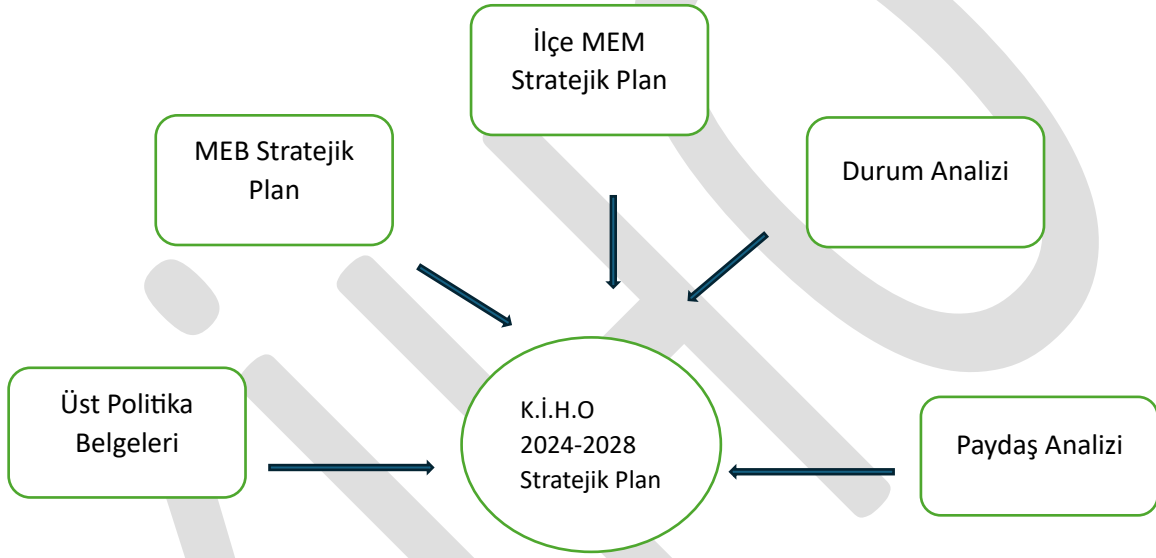 İlçe MEM
Stratejik Plan
MEB Stratejik
Plan
Durum Analizi
Üst Politika
Belgeleri
K.İ.H.O
2024-2028
Stratejik Plan
Paydaş Analizi